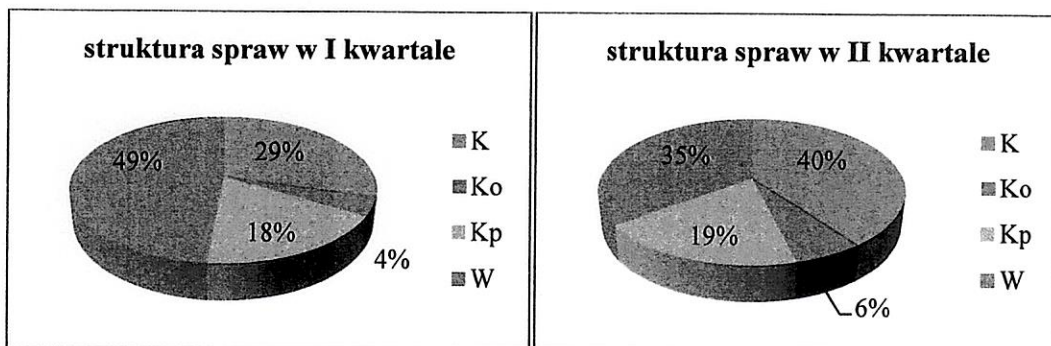 struktura spraw w I kwartale
49%
29%
18%
4%
K
Ko
Kp
W
struktura spraw w II kwartale
35%
40%
19%
6%
K
Ko
Kp
W